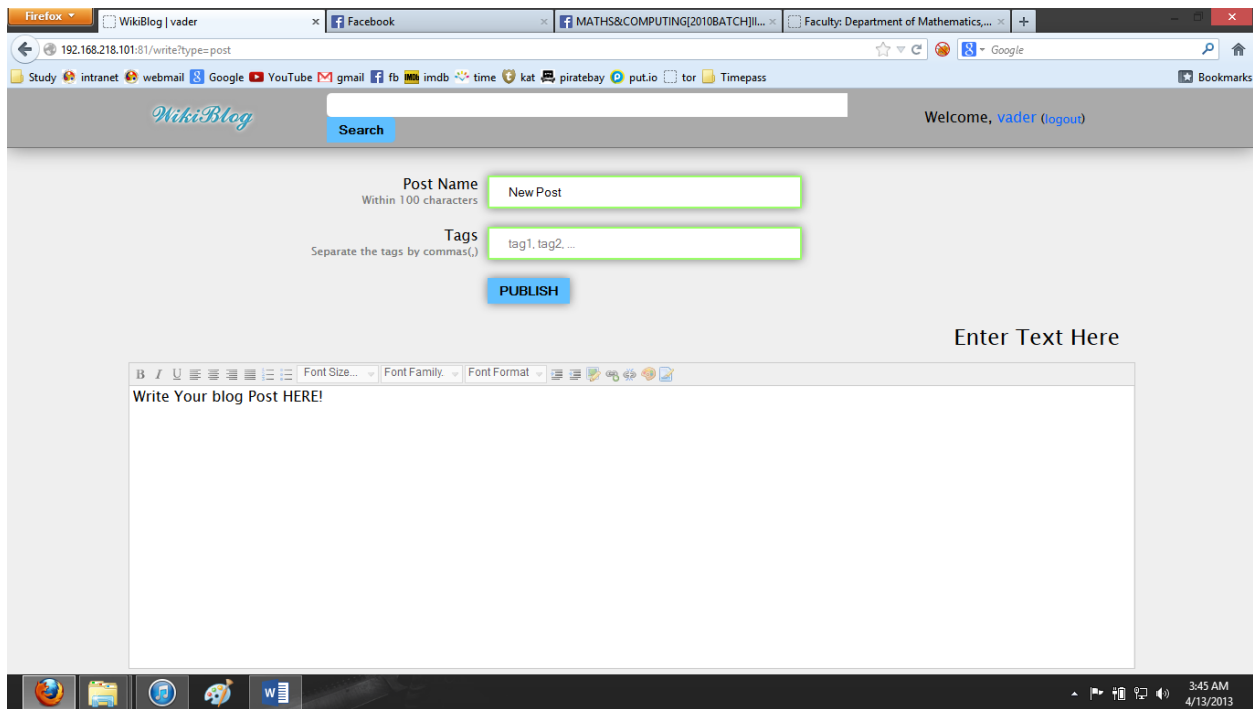 Firefox
WikiBlog | vader
Facebook
MATHS&COMPUTING[2010BATCH]II...
Faculty: Department of Mathematics,...
192.168.218.101:81/write?type=post
Google
Study intranet webmail Google YouTube gmail fb imdb time kat piratebay put.io tor Timepass
Bookmarks
WikiBlog
Search
Welcome, vader (logout)
Post Name
Within 100 characters
New Post
Tags
Separate the tags by commas(,)
tag1, tag2, ...
PUBLISH
Enter Text Here
B I U Font Size... Font Family. Font Format
Write Your blog Post HERE!
3:45 AM
4/13/2013